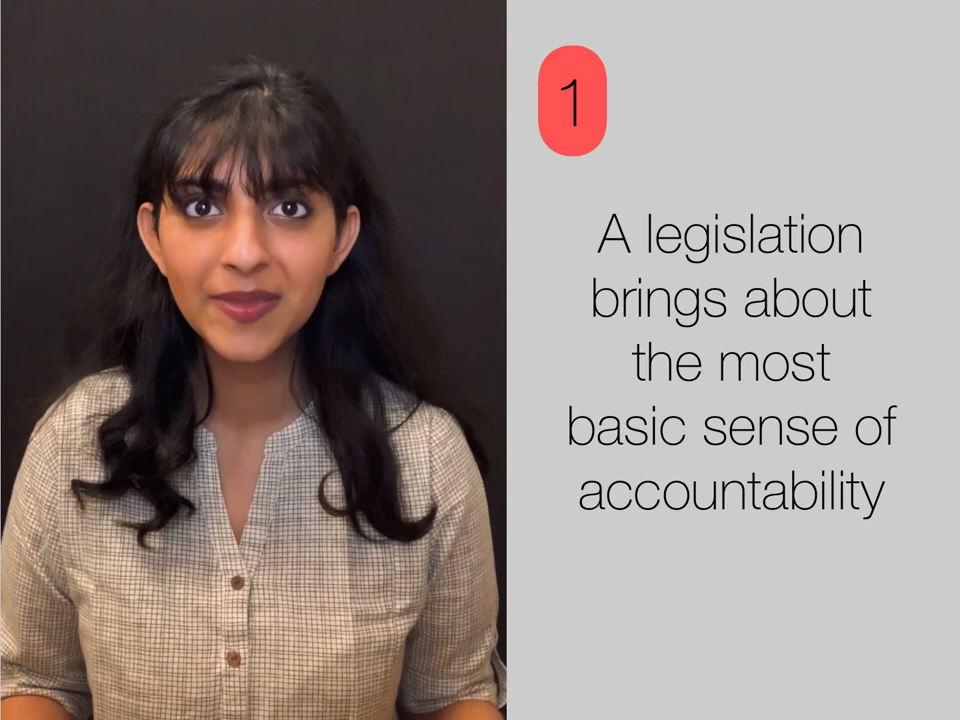 1
A legislation
brings about
the most
basic sense of
accountability